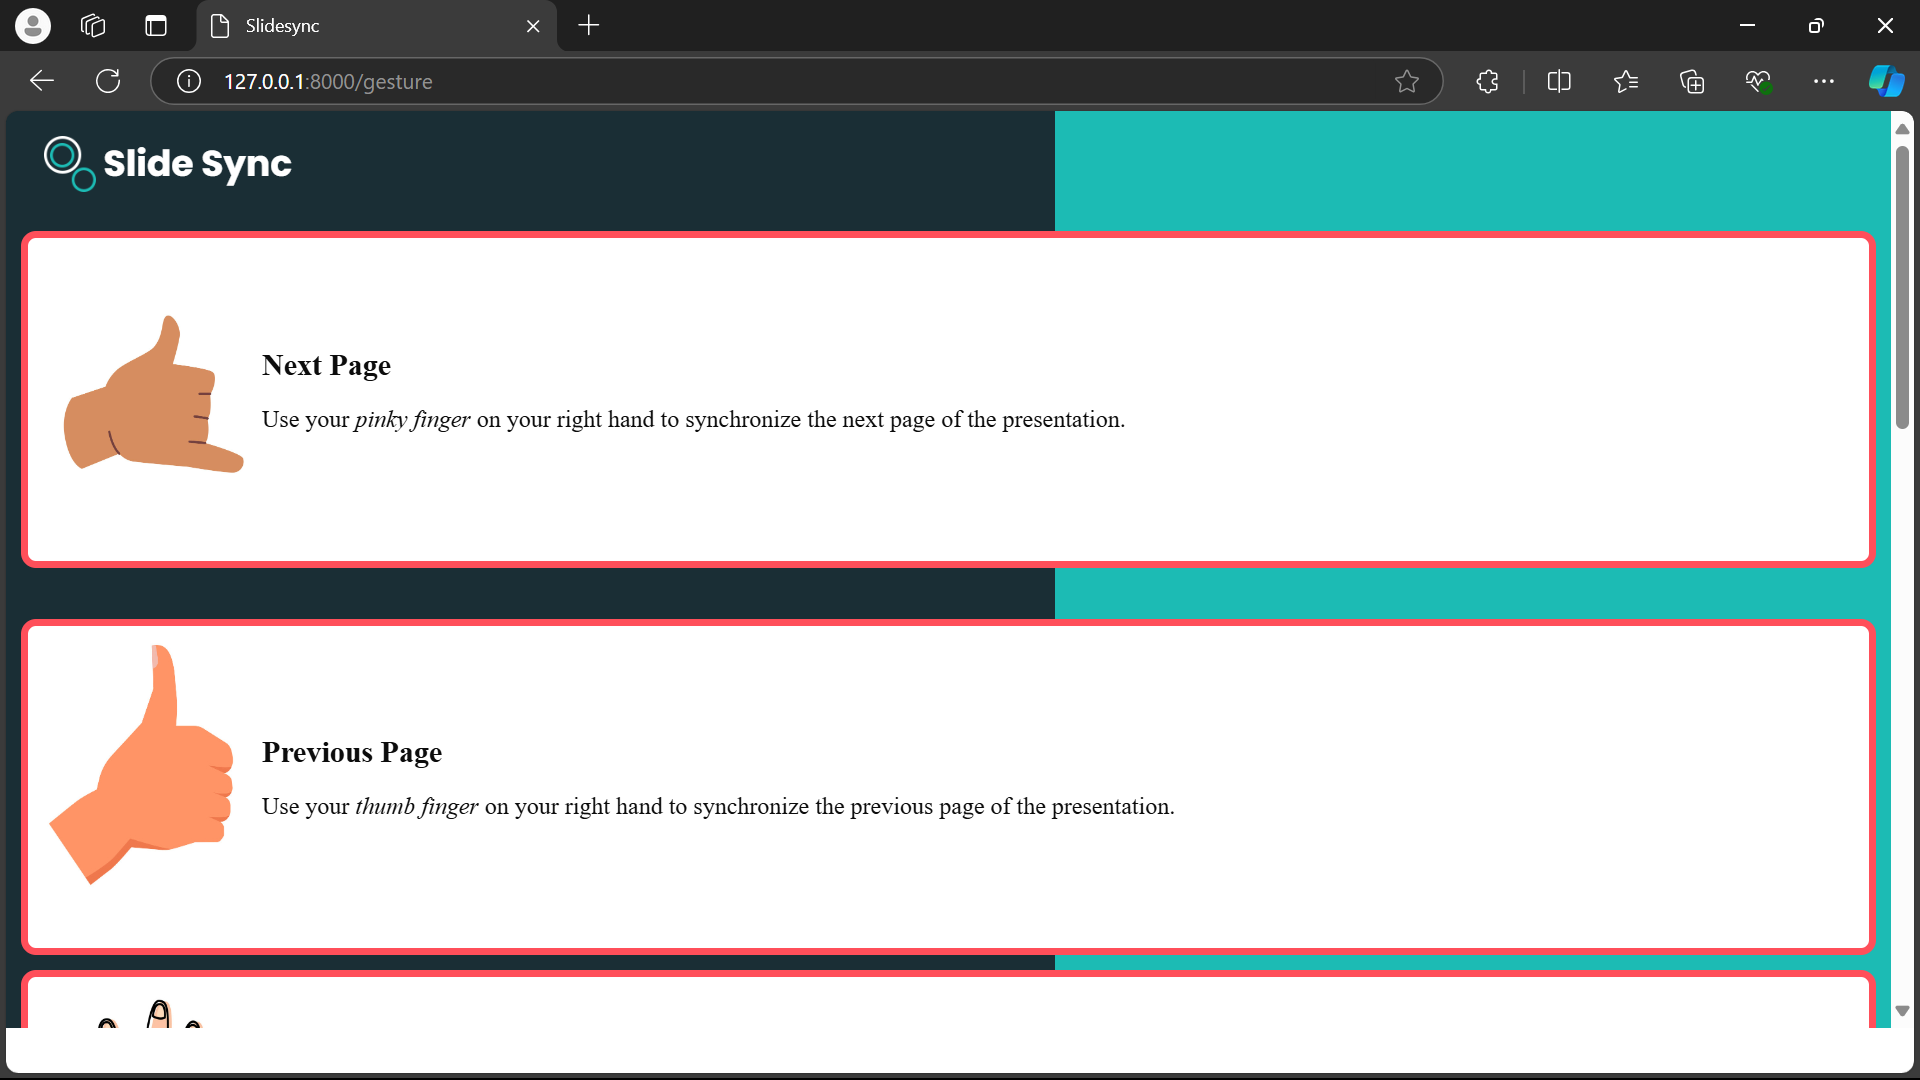 Slidesync
127.0.0.1:8000/gesture
Slide Sync
Next Page
Use your pinky finger on your right hand to synchronize the next page of the presentation.
Previous Page
Use your thumb finger on your right hand to synchronize the previous page of the presentation.